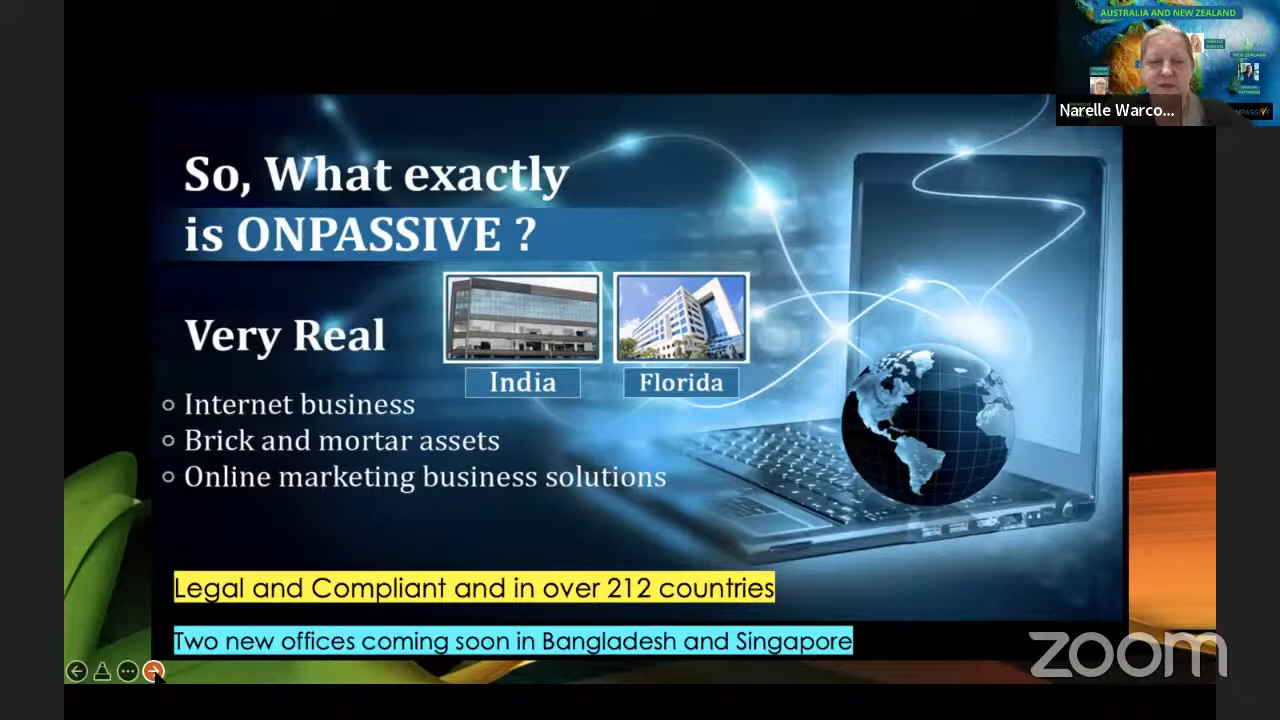 AUSTRALIA AND NEW ZEALAND
NEW ZEALAND
Narelle Warco...
So, What exactly
is ONPASSIVE ?
Very Real
India
Florida
Internet business
Brick and mortar assets
Online marketing business solutions
Legal and Compliant and in over 212 countries
Two new offices coming soon in Bangladesh and Singapore
zoom